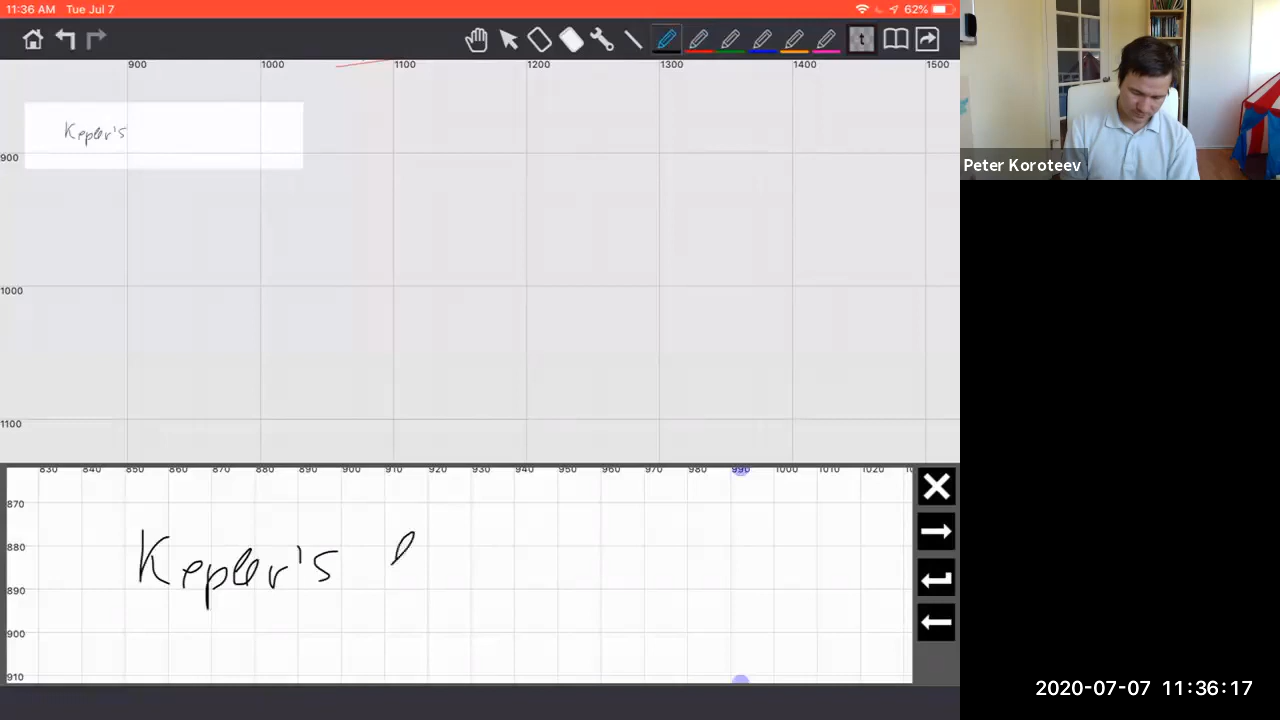 11:36 AM Tue Jul 7 62%
t
900 1000 1100 1200 1300 1400 1500
Kepler's
900
1000
1100
Peter Koroteev
830 840 850 860 870 880 890 900 910 920 930 940 950 960 970 980 990 1000 1010 1020
870
880
Kepler's
890
900
910
2020-07-07 11:36:17